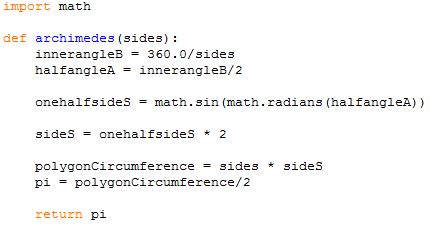 import math
def archimedes(sides):
    innerangleB = 360.0/sides
    halfangleA = innerangleB/2
    onehalfsideS = math.sin(math.radians(halfangleA))
    sideS = onehalfsideS * 2
    polygonCircumference = sides * sideS
    pi = polygonCircumference/2
    return pi